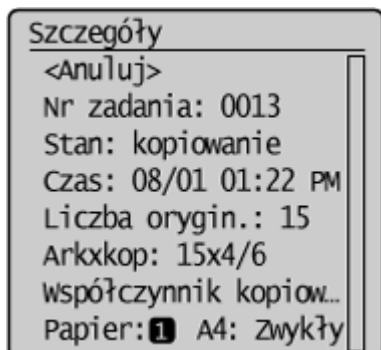 Szczegóły
<Anuluj>
Nr zadania: 0013
Stan: kopiowanie
Czas: 08/01 01:22 PM
Liczba orygin.: 15
Arkxkop: 15x4/6
Współczynnik kopiow…
Papier:1 A4: Zwykły